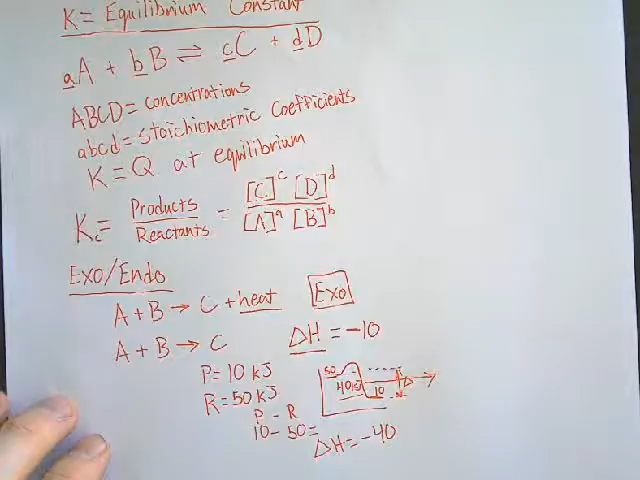 K = Equilibrium Constant
aA + bB ⇌ cC + dD
ABCD = concentrations
abcd = stoichiometric Coefficients
K = Q at equilibrium
Kc = Products/Reactants = [C]^c [D]^d / [A]^a [B]^b
Exo/Endo
A + B → C + heat Exo
A + B → C ΔH = -10
P = 10 kJ
R = 50 kJ
50 40 10
P - R
10 - 50 =
ΔH = -40